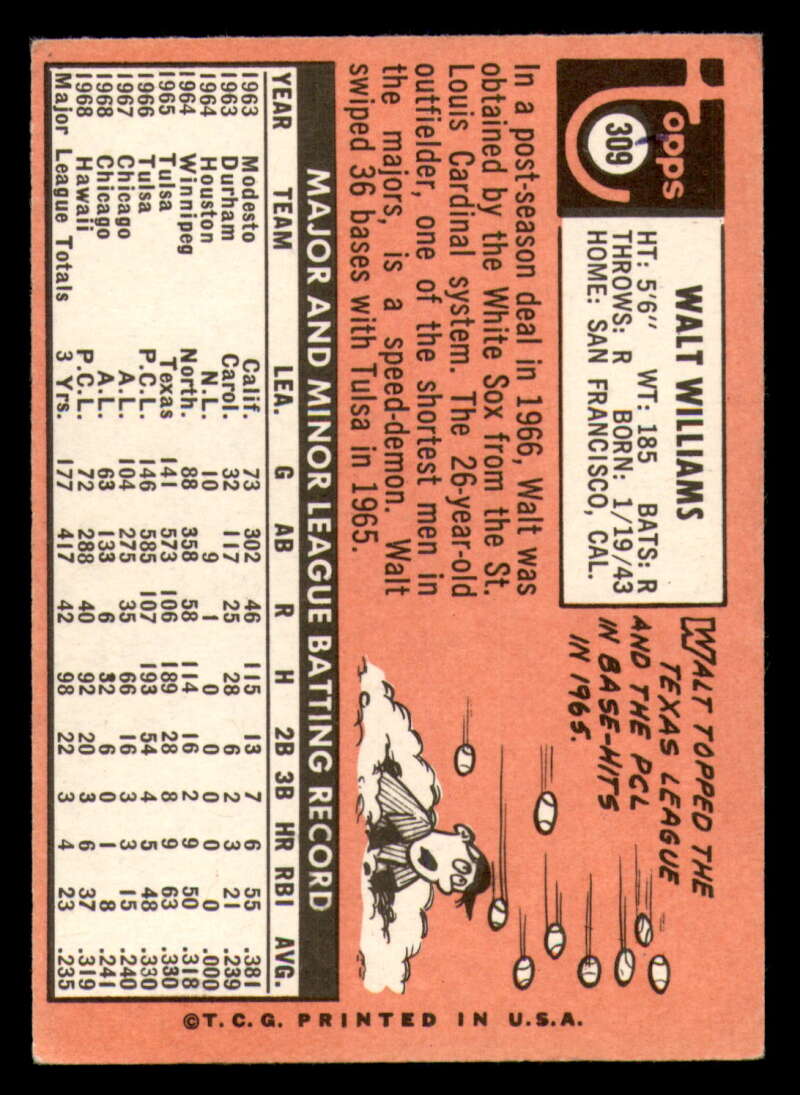 Topps
309
WALT WILLIAMS
HT: 5'6" WT: 185 BATS: R
THROWS: R BORN: 1/19/43
HOME: SAN FRANCISCO, CAL.
WALT TOPPED THE
TEXAS LEAGUE
AND THE PCL
IN BASE-HITS
IN 1965.
In a post-season deal in 1966, Walt was
obtained by the White Sox from the St.
Louis Cardinal system. The 26-year-old
outfielder, one of the shortest men in
the majors, is a speed-demon. Walt
swiped 36 bases with Tulsa in 1965.
MAJOR AND MINOR LEAGUE BATTING RECORD
YEAR TEAM LEA. G AB R H 2B 3B HR RBI AVG.
1963 Modesto Calif. 73 302 46 115 13 7 6 55 .381
1963 Durham Carol. 32 117 25 28 6 2 3 21 .239
1964 Houston N.L. 10 9 1 0 0 0 0 0 .000
1964 Winnipeg North. 88 358 58 114 16 2 9 50 .318
1965 Tulsa Texas 141 573 106 189 28 8 9 63 .330
1966 Tulsa P.C.L. 146 585 107 193 54 4 5 48 .330
1967 Chicago A.L. 104 275 35 66 16 3 3 15 .240
1968 Chicago A.L. 63 133 6 32 6 0 1 8 .241
1968 Hawaii P.C.L. 72 288 40 92 20 3 6 37 .319
Major League Totals 3 Yrs. 177 417 42 98 22 3 4 23 .235
©T.C.G. PRINTED IN U.S.A.